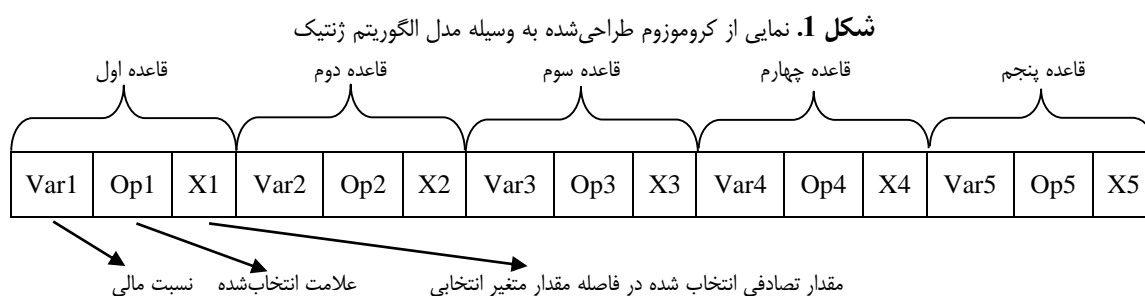 شکل 1. نمایی از کروموزوم طراحی‌شده به وسیله مدل الگوریتم ژنتیک
قاعده اول قاعده دوم قاعده سوم قاعده چهارم قاعده پنجم
Var1 Op1 X1 Var2 Op2 X2 Var3 Op3 X3 Var4 Op4 X4 Var5 Op5 X5
نسبت مالی علامت انتخاب‌شده مقدار تصادفی انتخاب شده در فاصله مقدار متغیر انتخابی